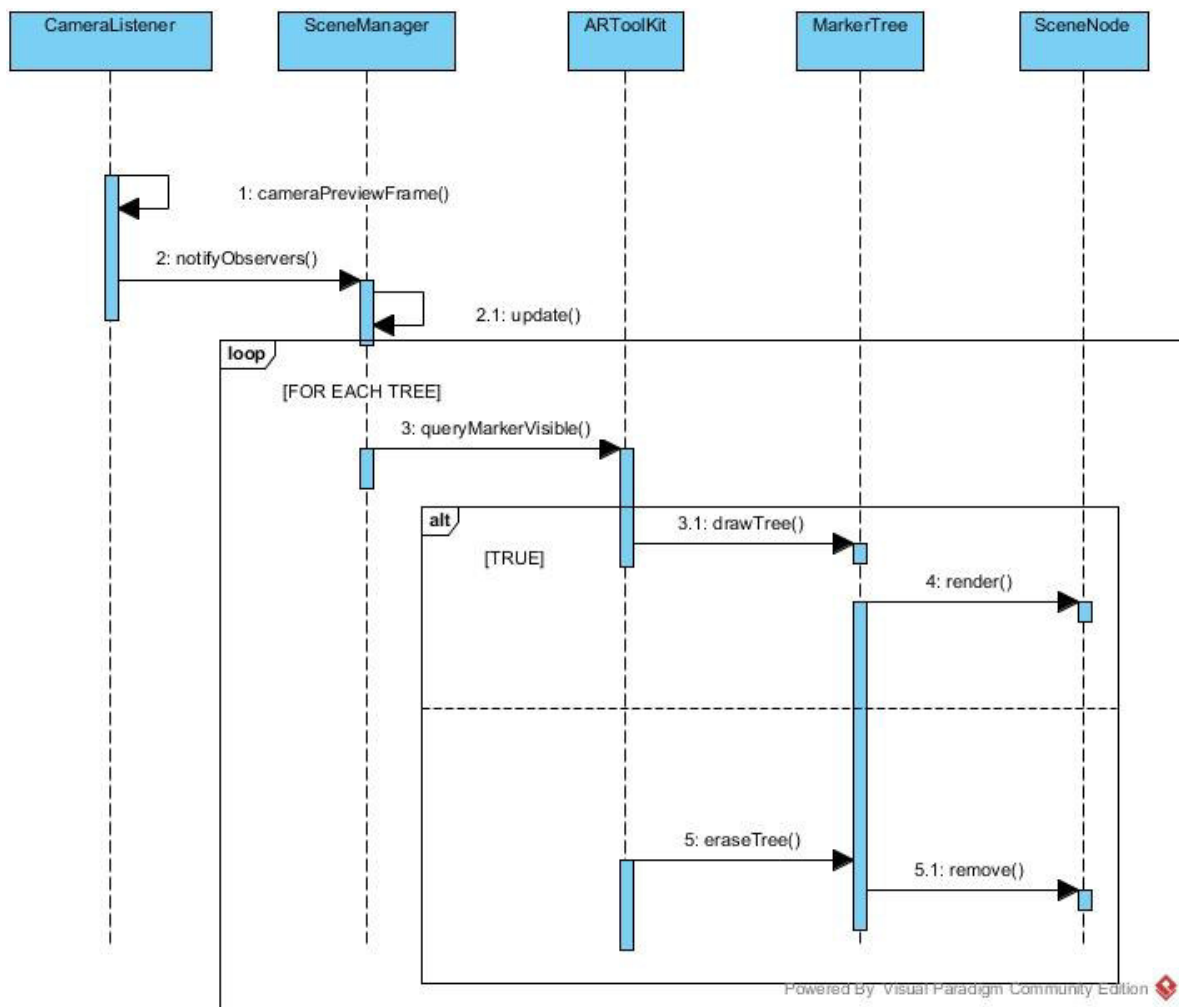 CameraListener
SceneManager
ARToolKit
MarkerTree
SceneNode
1: cameraPreviewFrame()
2: notifyObservers()
2.1: update()
loop
[FOR EACH TREE]
3: queryMarkerVisible()
alt
3.1: drawTree()
[TRUE]
4: render()
5: eraseTree()
5.1: remove()
Powered By Visual Paradigm Community Edition